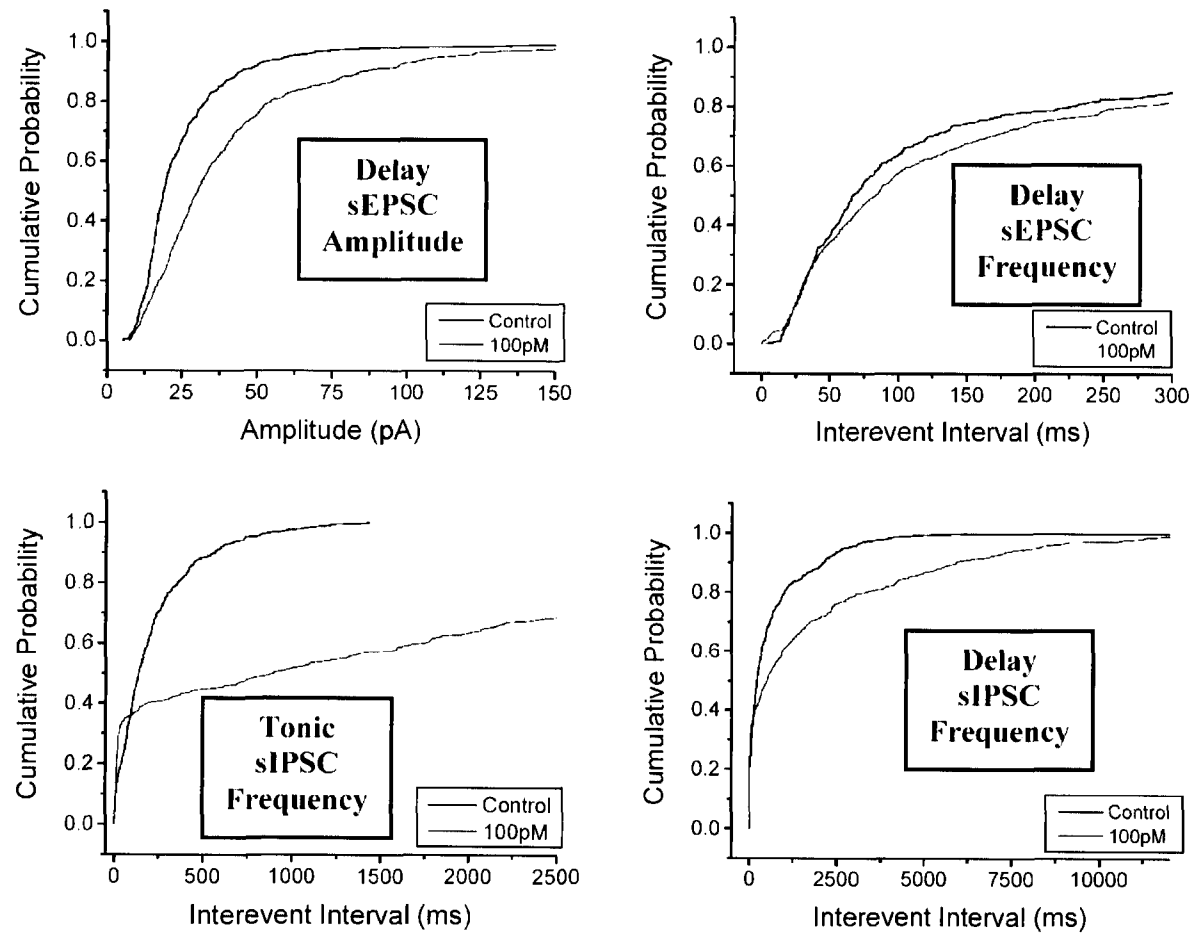 Cumulative Probability
1.0
0.8
0.6
0.4
0.2
0.0
Delay
sEPSC
Amplitude
Control
100pM
0 25 50 75 100 125 150
Amplitude (pA)
Cumulative Probability
1.0
0.8
0.6
0.4
0.2
0.0
Delay
sEPSC
Frequency
Control
100pM
0 50 100 150 200 250 300
Interevent Interval (ms)
Cumulative Probability
1.0
0.8
0.6
0.4
0.2
0.0
Tonic
sIPSC
Frequency
Control
100pM
0 500 1000 1500 2000 2500
Interevent Interval (ms)
Cumulative Probability
1.0
0.8
0.6
0.4
0.2
0.0
Delay
sIPSC
Frequency
Control
100pM
0 2500 5000 7500 10000
Interevent Interval (ms)